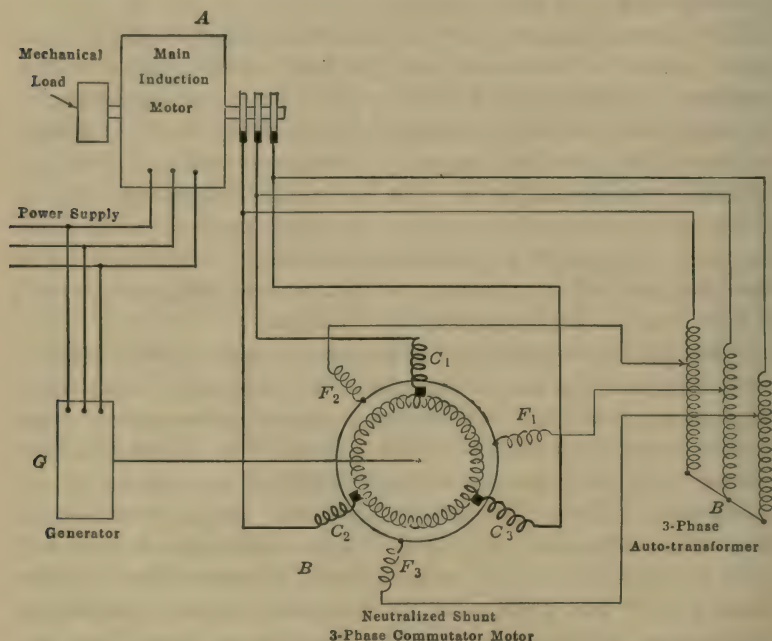 A
Mechanical
Load
Main
Induction
Motor
Power Supply
C1
F2
F1
G
Generator
C2
C3
B
F3
B
3-Phase
Auto-transformer
Neutralized Shunt
3-Phase Commutator Motor